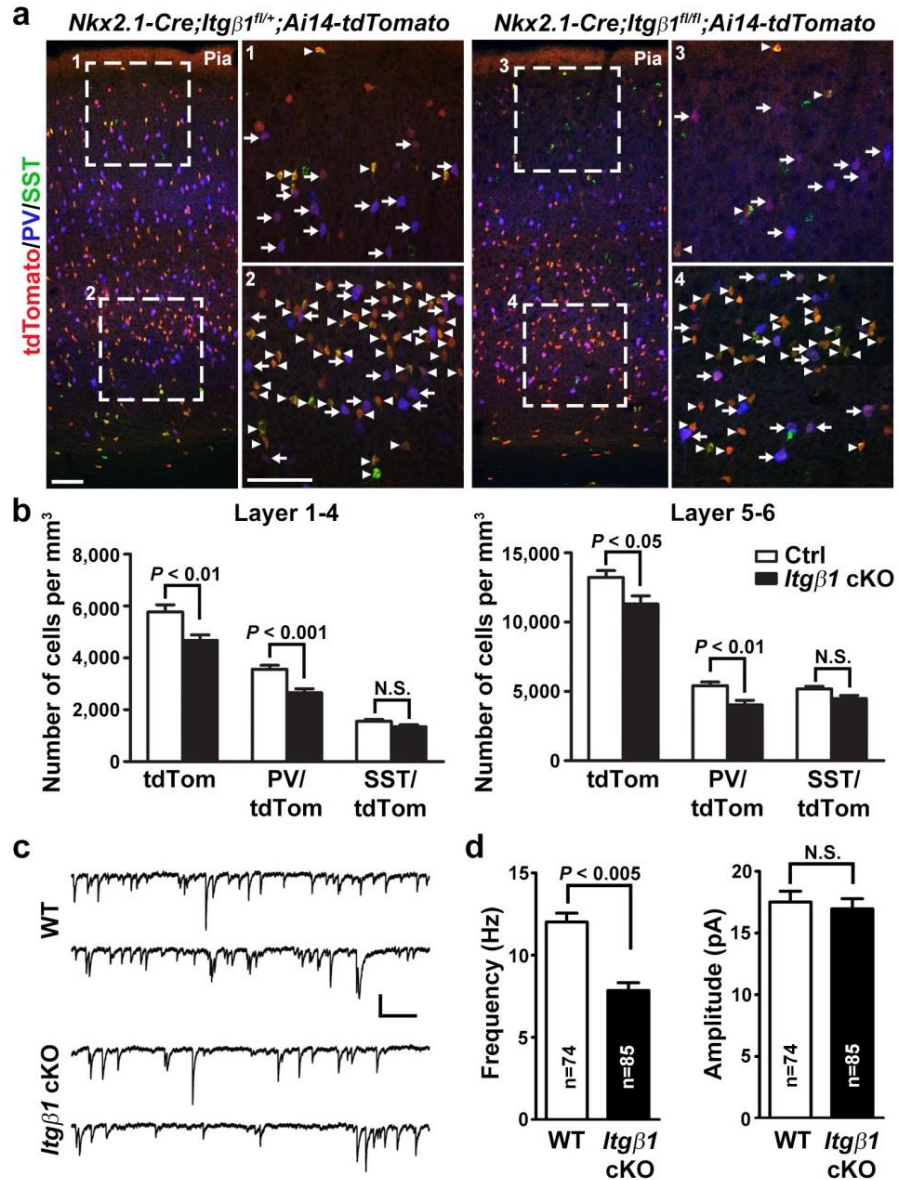 a
Nkx2.1-Cre;Itgβ1fl/+;Ai14-tdTomato
Nkx2.1-Cre;Itgβ1fl/fl;Ai14-tdTomato
tdTomato/PV/SST
1
Pia
2
1
2
3
Pia
4
3
4
b
Layer 1-4
Number of cells per mm3
8,000
6,000
4,000
2,000
0
P < 0.01
P < 0.001
N.S.
tdTom
PV/
tdTom
SST/
tdTom
Layer 5-6
Number of cells per mm3
15,000
10,000
5,000
0
P < 0.05
P < 0.01
N.S.
tdTom
PV/
tdTom
SST/
tdTom
Ctrl
Itgβ1 cKO
c
WT
Itgβ1 cKO
d
Frequency (Hz)
15
10
5
0
P < 0.005
n=74
n=85
WT
Itgβ1
cKO
Amplitude (pA)
20
15
10
5
0
N.S.
n=74
n=85
WT
Itgβ1
cKO